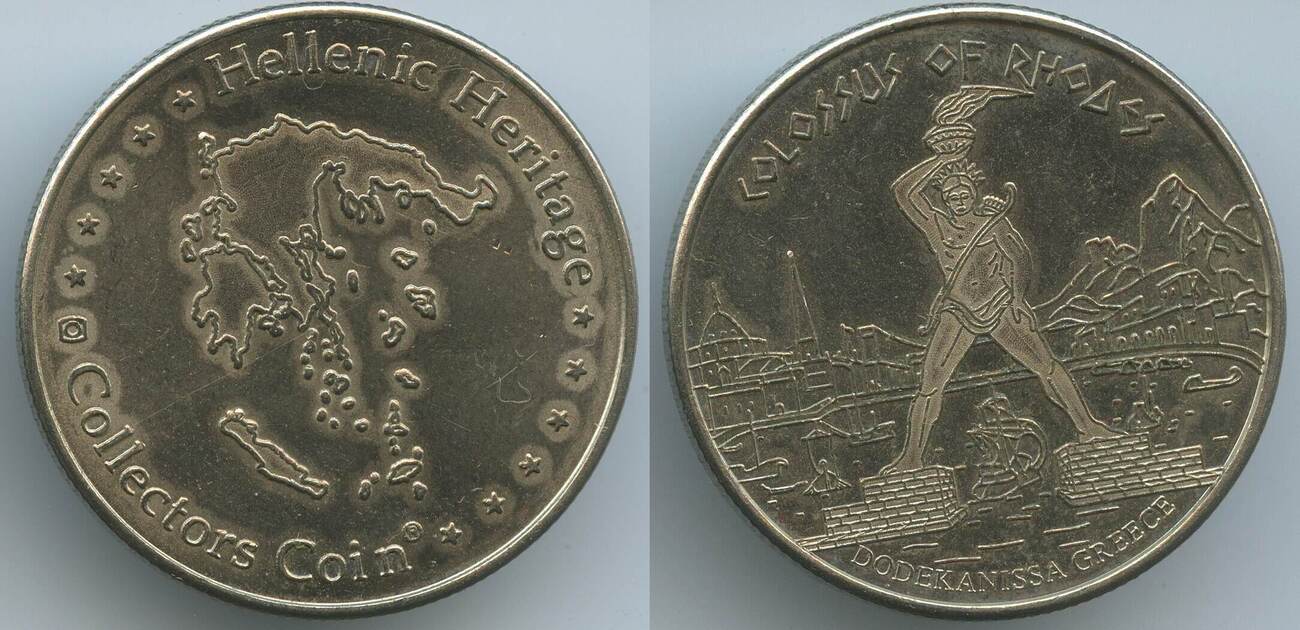 Hellenic Heritage
Collectors Coin®
COLOSSUS OF RHODES
DODEKANISSA GREECE